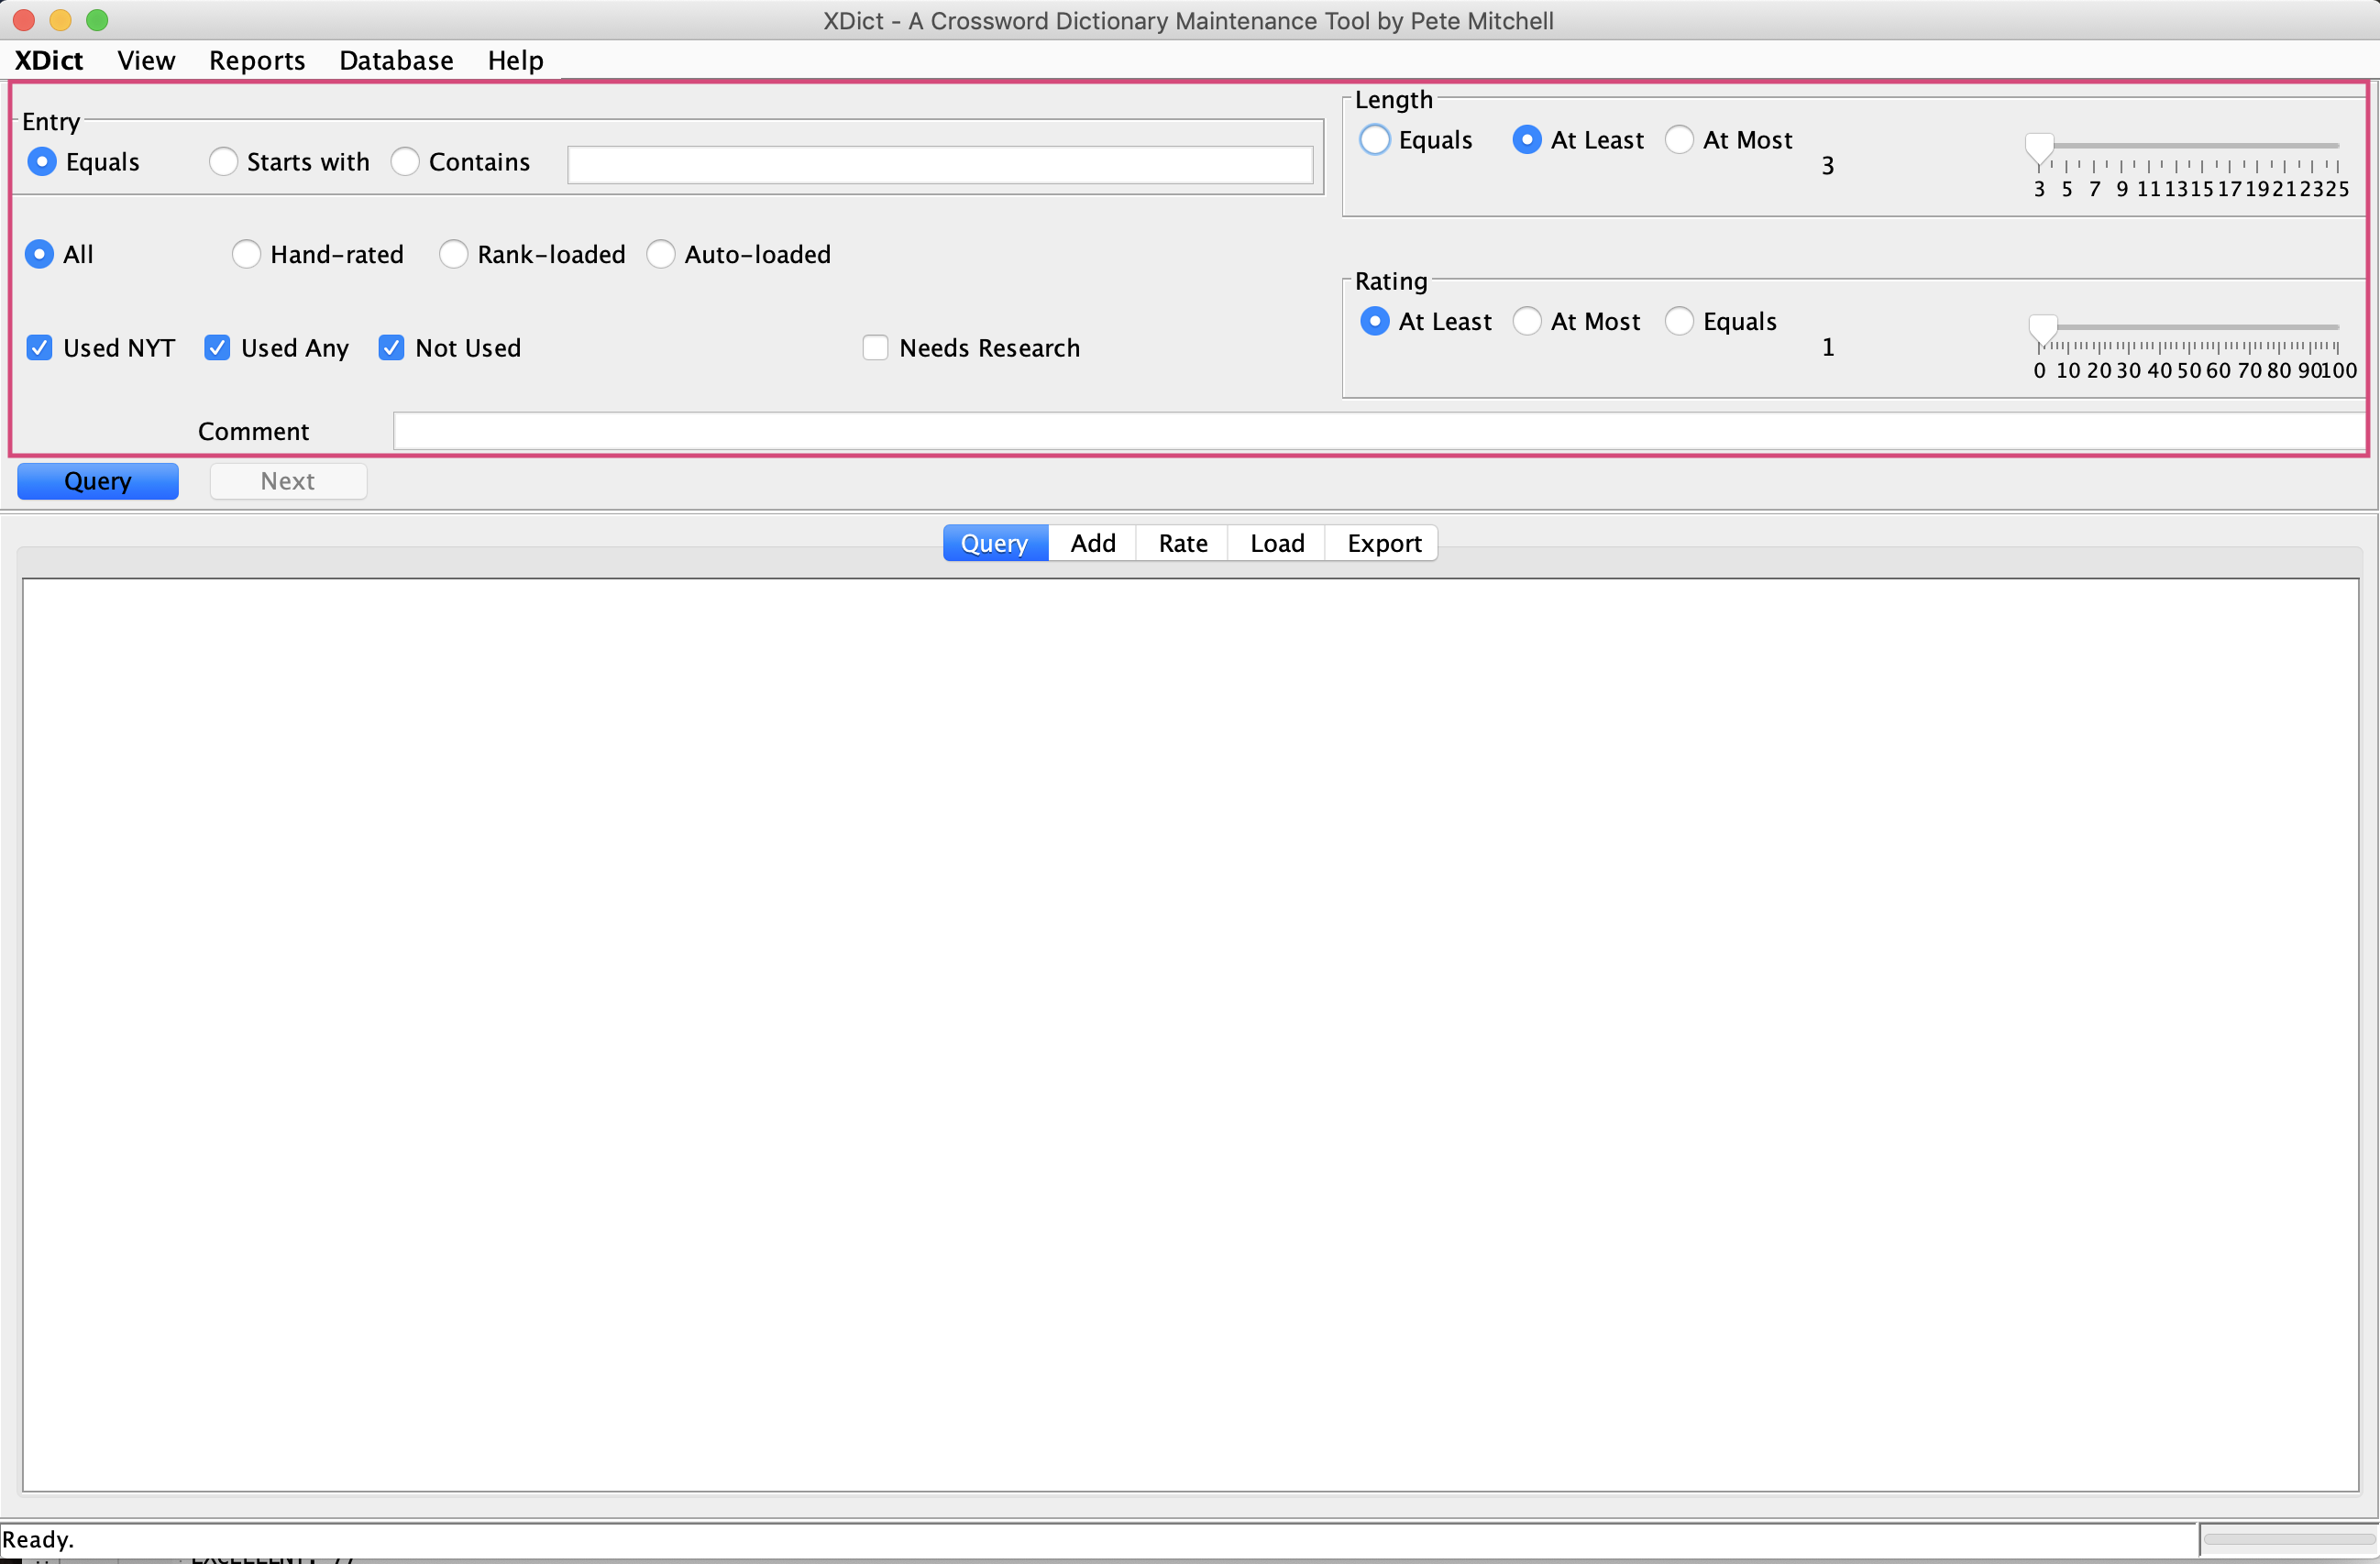 XDict - A Crossword Dictionary Maintenance Tool by Pete Mitchell
XDict View Reports Database Help
Entry
Equals Starts with Contains
Length
Equals At Least At Most 3
3 5 7 9 11 13 15 17 19 21 23 25
All Hand-rated Rank-loaded Auto-loaded
Rating
At Least At Most Equals 1
0 10 20 30 40 50 60 70 80 90 100
Used NYT Used Any Not Used Needs Research
Comment
Query Next
Query Add Rate Load Export
Ready.